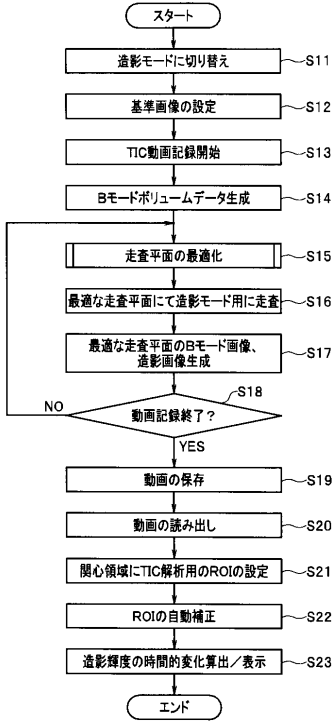 スタート
造影モードに切り替え
S11
基準画像の設定
S12
TIC動画記録開始
S13
Bモードボリュームデータ生成
S14
走査平面の最適化
S15
最適な走査平面にて造影モード用に走査
S16
最適な走査平面のBモード画像、
造影画像生成
S17
S18
動画記録終了？
NO
YES
動画の保存
S19
動画の読み出し
S20
関心領域にTIC解析用のROIの設定
S21
ROIの自動補正
S22
造影輝度の時間的変化算出／表示
S23
エンド